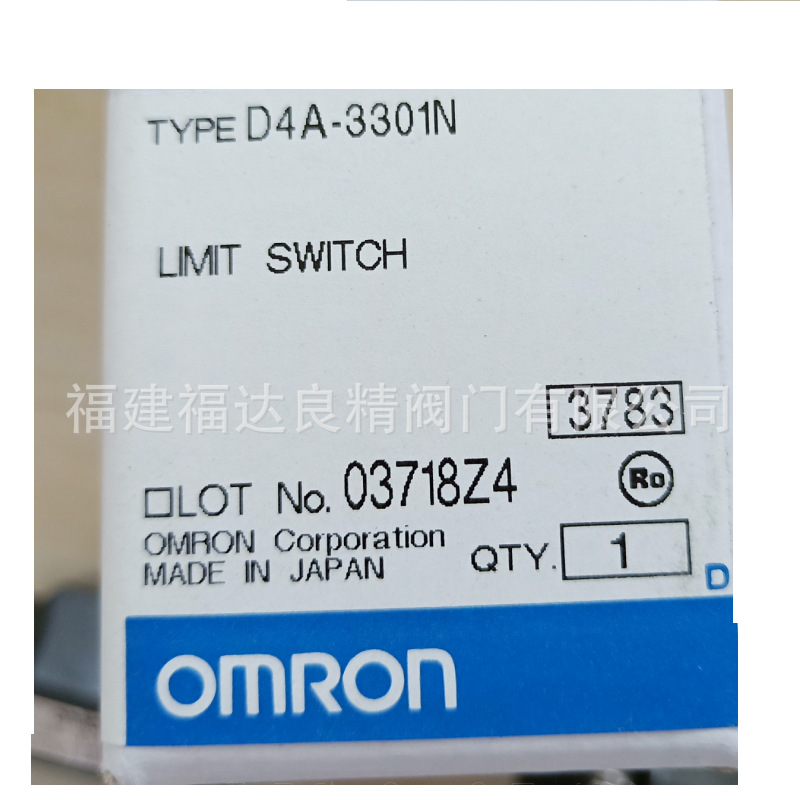 TYPE D4A-3301N
LIMIT SWITCH
福建福达良精阀门有限公司
3783
□LOT No. 03718Z4
Ro
OMRON Corporation
MADE IN JAPAN
QTY. 1
D
OMRON